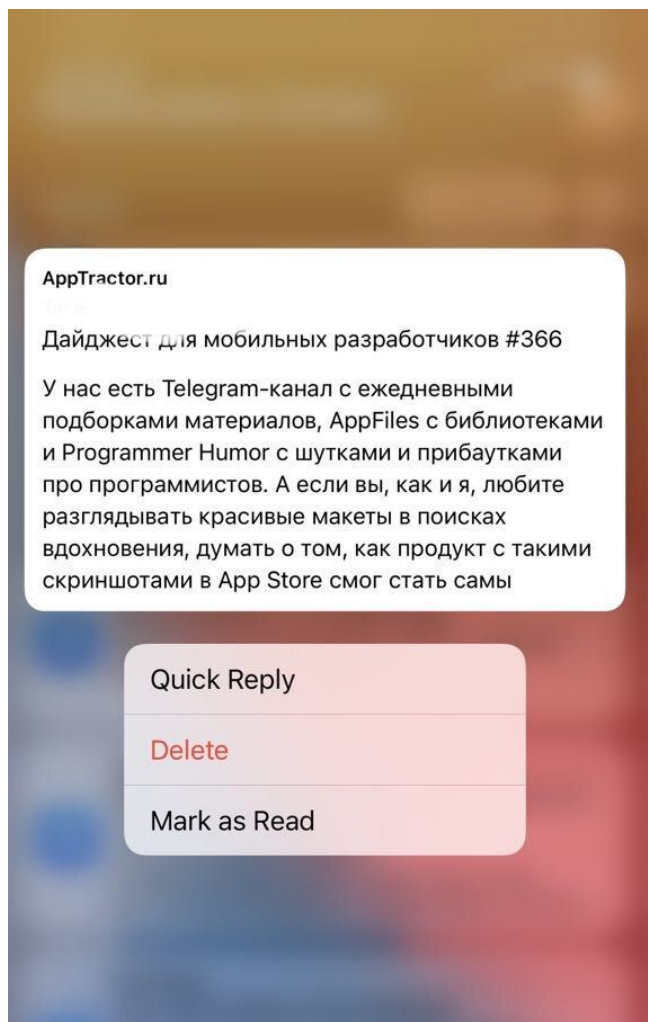 AppTractor.ru
Дайджест для мобильных разработчиков #366
У нас есть Telegram-канал с ежедневными
подборками материалов, AppFiles с библиотеками
и Programmer Humor с шутками и прибаутками
про программистов. А если вы, как и я, любите
разглядывать красивые макеты в поисках
вдохновения, думать о том, как продукт с такими
скриншотами в App Store смог стать самы
Quick Reply
Delete
Mark as Read